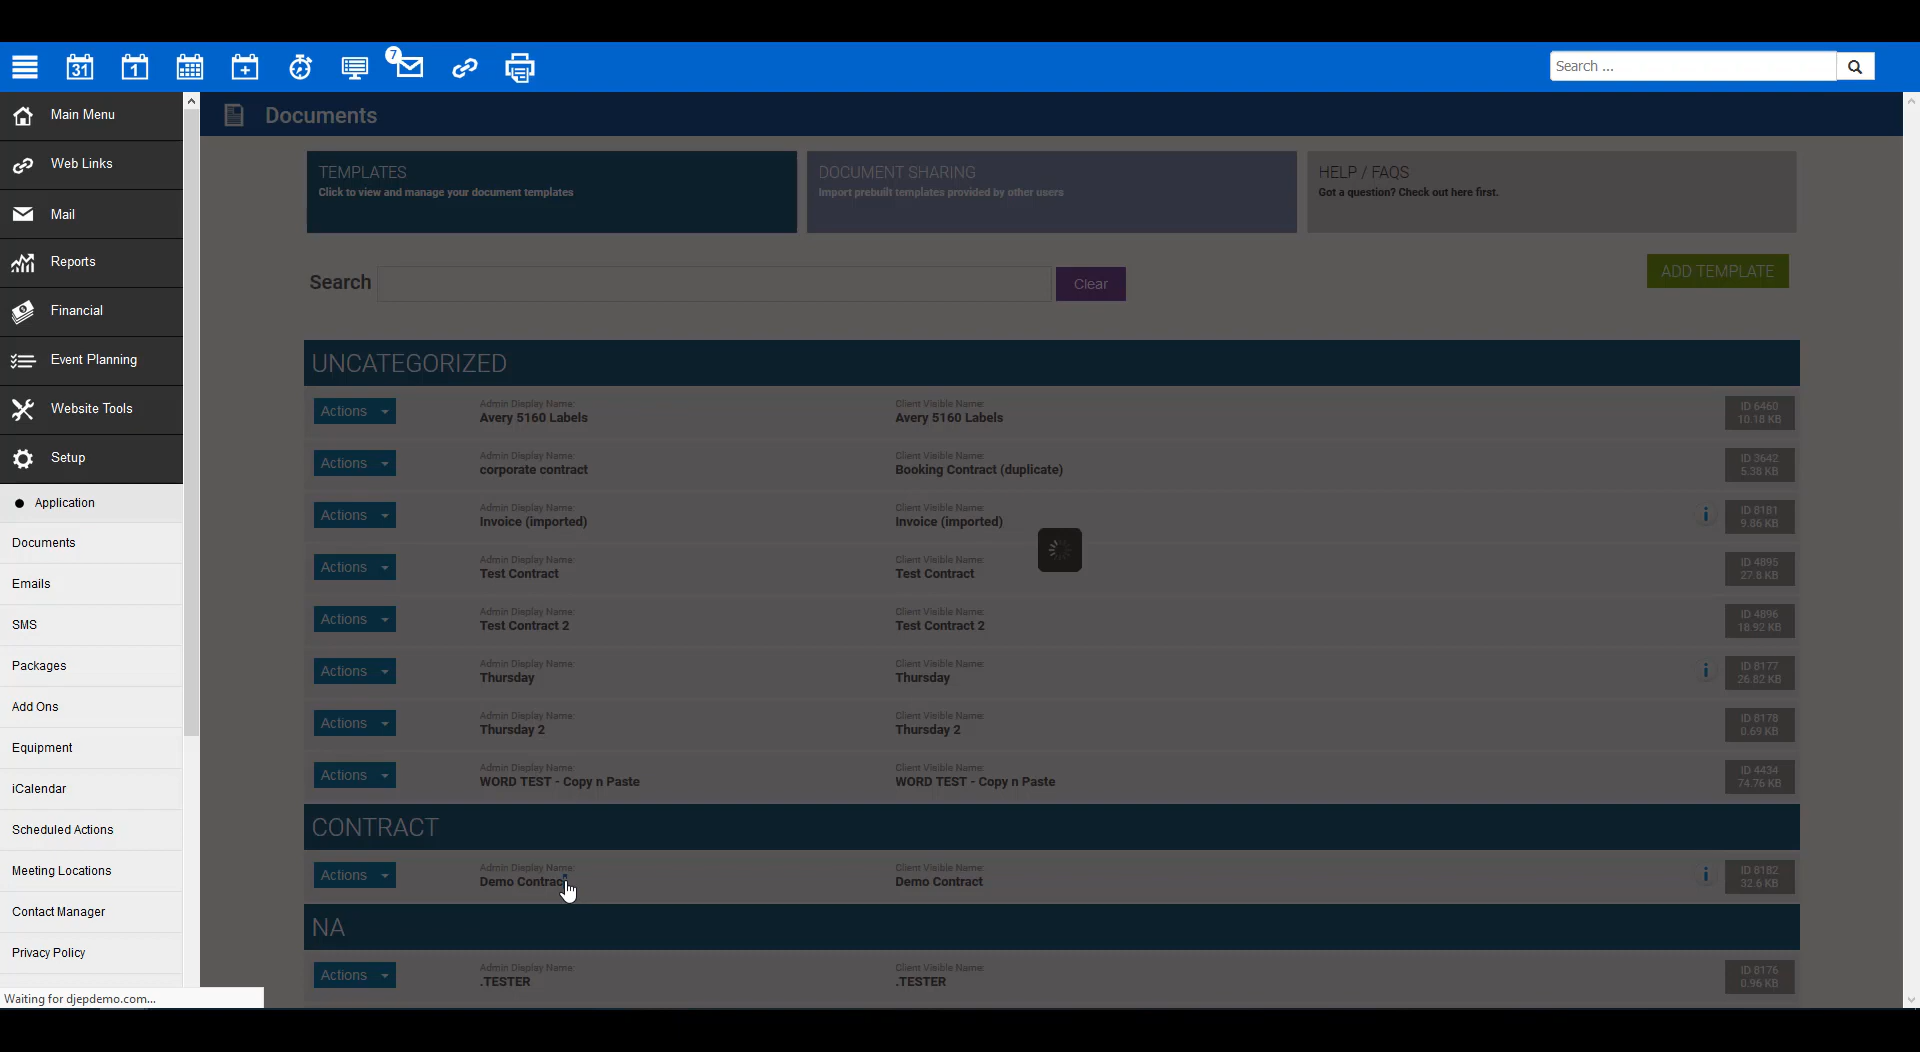 31
1
7
Search ...
Main Menu
Web Links
Mail
Reports
Financial
Event Planning
Website Tools
Setup
Application
Documents
Emails
SMS
Packages
Add Ons
Equipment
iCalendar
Scheduled Actions
Meeting Locations
Contact Manager
Privacy Policy
Waiting for djepdemo.com...
Documents
TEMPLATES
Click to view and manage your document templates
DOCUMENT SHARING
Import prebuilt templates provided by other users
HELP / FAQS
Got a question? Check out here first.
Search
Clear
ADD TEMPLATE
UNCATEGORIZED
Actions
Admin Display Name:
Avery 5160 Labels
Client Visible Name:
Avery 5160 Labels
ID 6460
10.18 KB
Actions
Admin Display Name:
corporate contract
Client Visible Name:
Booking Contract (duplicate)
ID 3642
5.38 KB
Actions
Admin Display Name:
Invoice (imported)
Client Visible Name:
Invoice (imported)
i
ID 8181
9.86 KB
Actions
Admin Display Name:
Test Contract
Client Visible Name:
Test Contract
ID 4895
27.8 KB
Actions
Admin Display Name:
Test Contract 2
Client Visible Name:
Test Contract 2
ID 4896
18.92 KB
Actions
Admin Display Name:
Thursday
Client Visible Name:
Thursday
i
ID 8177
26.82 KB
Actions
Admin Display Name:
Thursday 2
Client Visible Name:
Thursday 2
ID 8178
0.69 KB
Actions
Admin Display Name:
WORD TEST - Copy n Paste
Client Visible Name:
WORD TEST - Copy n Paste
ID 4434
74.76 KB
CONTRACT
Actions
Admin Display Name:
Demo Contract
Client Visible Name:
Demo Contract
i
ID 8182
32.6 KB
NA
Actions
Admin Display Name:
.TESTER
Client Visible Name:
.TESTER
ID 8176
0.96 KB